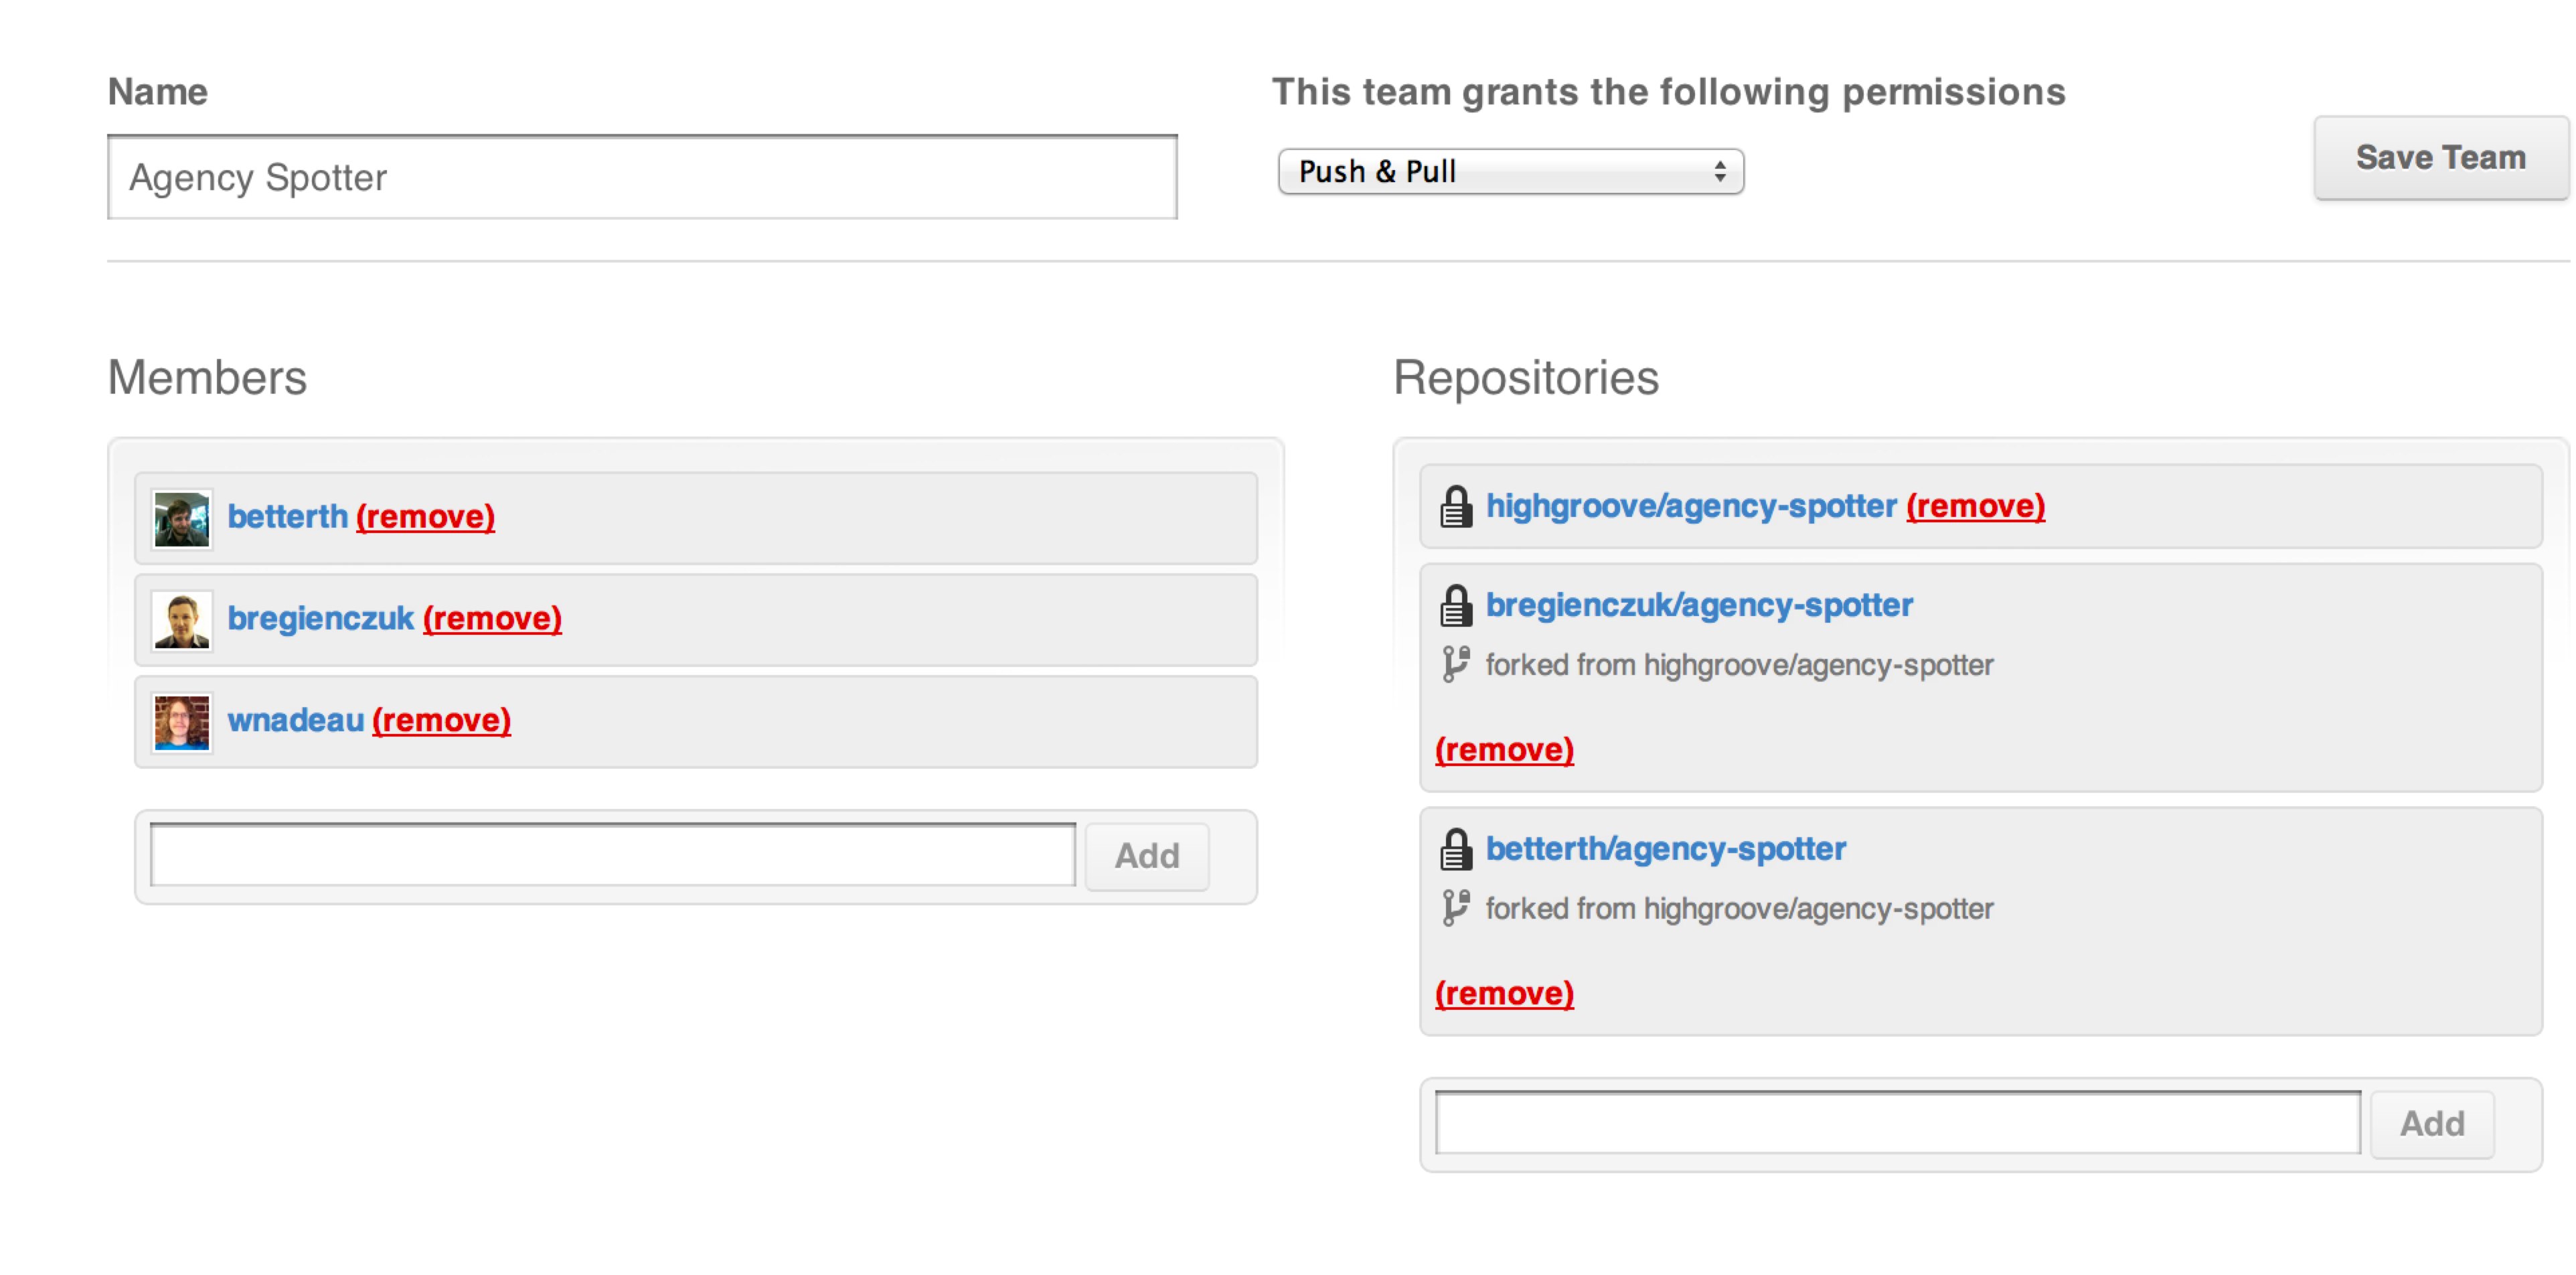 Name
Agency Spotter
This team grants the following permissions
Push & Pull
Save Team
Members
betterth (remove)
bregienczuk (remove)
wnadeau (remove)
Add
Repositories
highgroove/agency-spotter (remove)
bregienczuk/agency-spotter
forked from highgroove/agency-spotter
(remove)
betterth/agency-spotter
forked from highgroove/agency-spotter
(remove)
Add